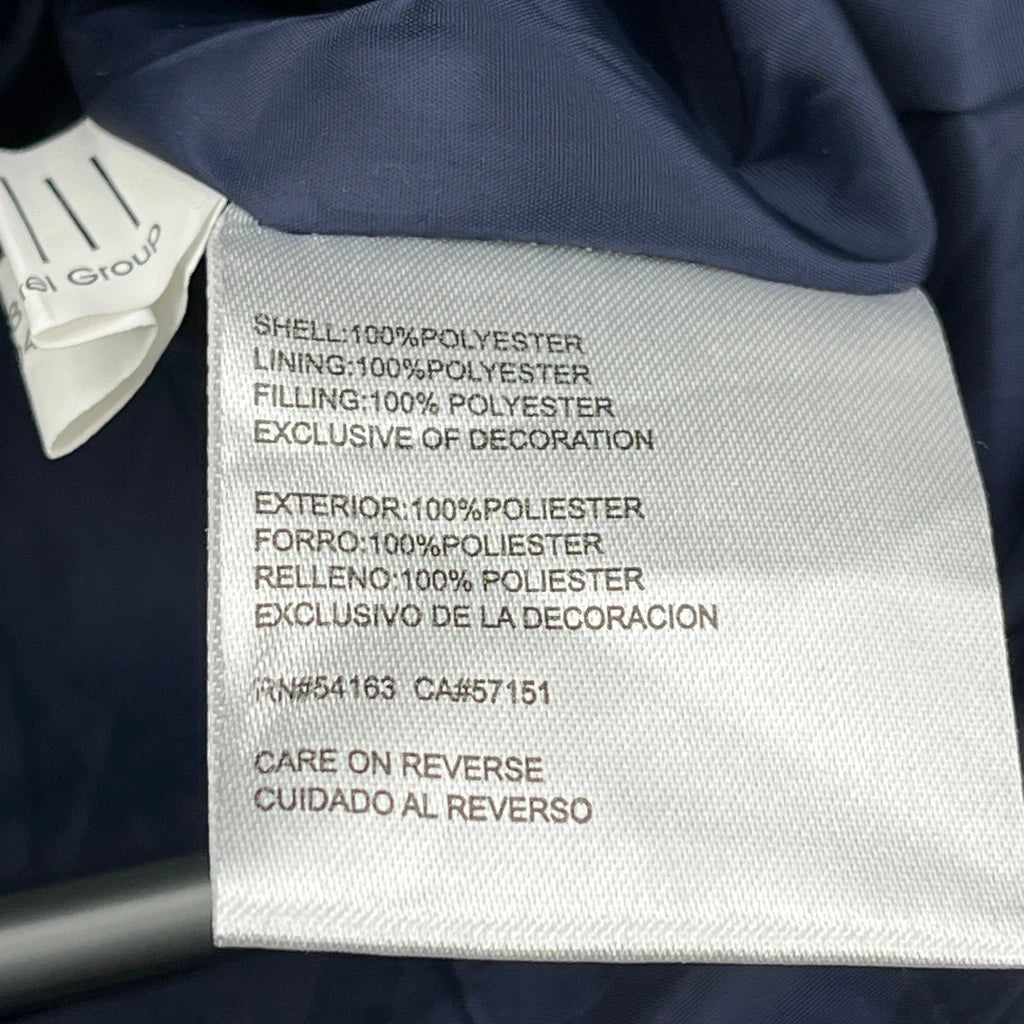 Group
SHELL:100%POLYESTER
LINING:100%POLYESTER
FILLING:100% POLYESTER
EXCLUSIVE OF DECORATION
EXTERIOR:100%POLIESTER
FORRO:100%POLIESTER
RELLENO:100% POLIESTER
EXCLUSIVO DE LA DECORACION
RN#54163 CA#57151
CARE ON REVERSE
CUIDADO AL REVERSO